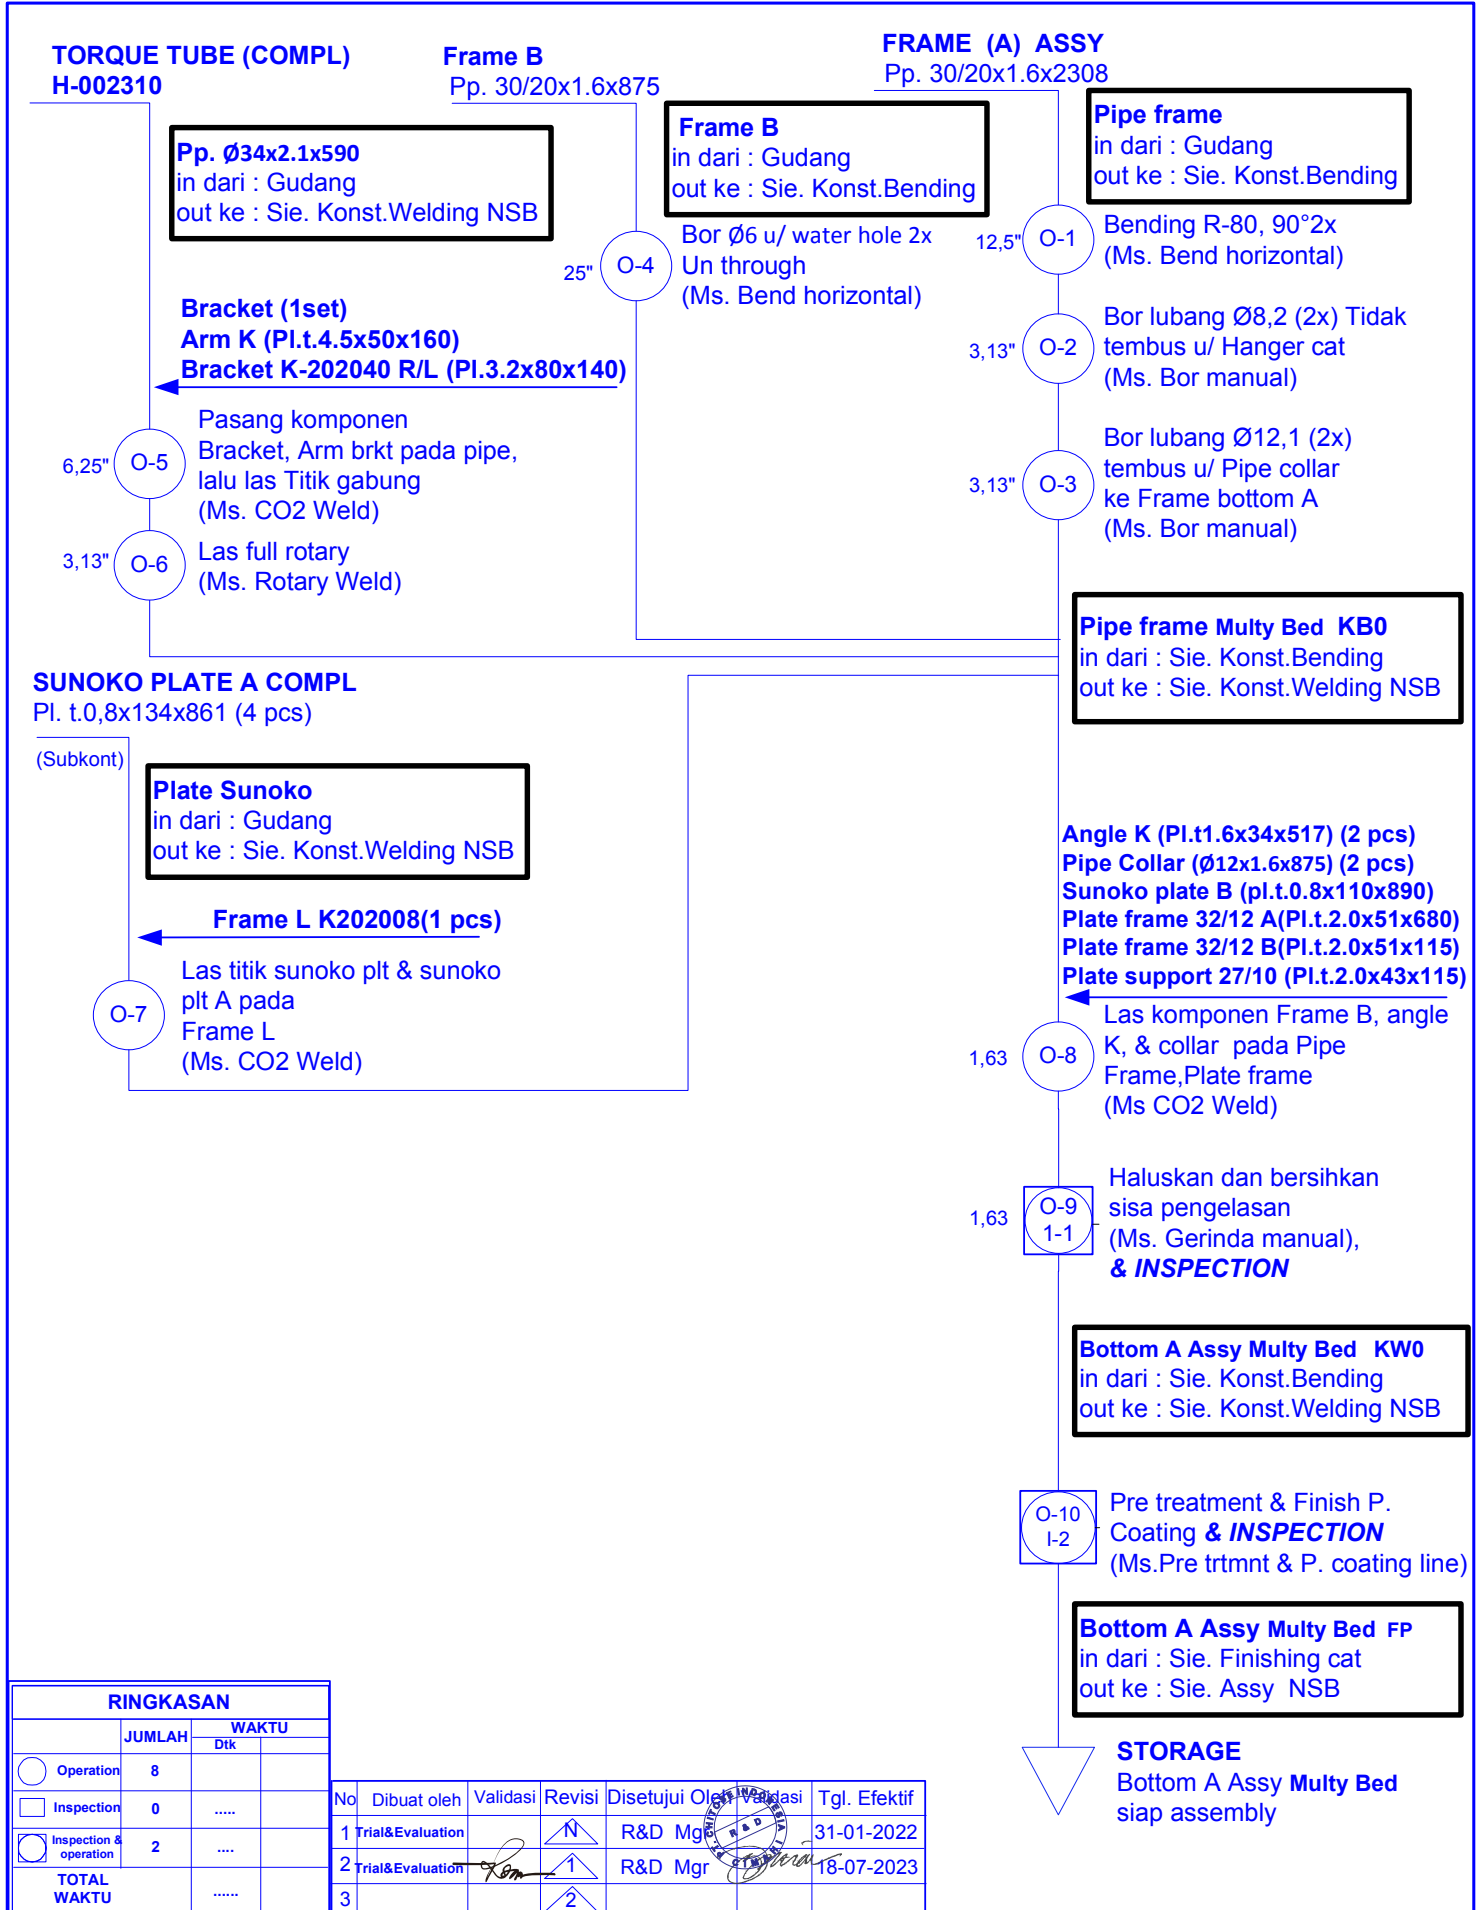 TORQUE TUBE (COMPL)
H-002310
Pp. Ø34x2.1x590
in dari : Gudang
out ke : Sie. Konst.Welding NSB
Bracket (1set)
Arm K (Pl.t.4.5x50x160)
Bracket K-202040 R/L (Pl.3.2x80x140)
6,25"
O-5
Pasang komponen
Bracket, Arm brkt pada pipe,
lalu las Titik gabung
(Ms. CO2 Weld)
3,13"
O-6
Las full rotary
(Ms. Rotary Weld)
Frame B
Pp. 30/20x1.6x875
Frame B
in dari : Gudang
out ke : Sie. Konst.Bending
25"
O-4
Bor Ø6 u/ water hole 2x
Un through
(Ms. Bend horizontal)
FRAME (A) ASSY
Pp. 30/20x1.6x2308
Pipe frame
in dari : Gudang
out ke : Sie. Konst.Bending
12,5"
O-1
Bending R-80, 90°2x
(Ms. Bend horizontal)
3,13"
O-2
Bor lubang Ø8,2 (2x) Tidak
tembus u/ Hanger cat
(Ms. Bor manual)
3,13"
O-3
Bor lubang Ø12,1 (2x)
tembus u/ Pipe collar
ke Frame bottom A
(Ms. Bor manual)
Pipe frame Multy Bed KB0
in dari : Sie. Konst.Bending
out ke : Sie. Konst.Welding NSB
SUNOKO PLATE A COMPL
Pl. t.0,8x134x861 (4 pcs)
(Subkont)
Plate Sunoko
in dari : Gudang
out ke : Sie. Konst.Welding NSB
Frame L K202008(1 pcs)
O-7
Las titik sunoko plt & sunoko
plt A pada
Frame L
(Ms. CO2 Weld)
Angle K (Pl.t1.6x34x517) (2 pcs)
Pipe Collar (Ø12x1.6x875) (2 pcs)
Sunoko plate B (pl.t.0.8x110x890)
Plate frame 32/12 A(Pl.t.2.0x51x680)
Plate frame 32/12 B(Pl.t.2.0x51x115)
Plate support 27/10 (Pl.t.2.0x43x115)
1,63
O-8
Las komponen Frame B, angle
K, & collar pada Pipe
Frame,Plate frame
(Ms CO2 Weld)
1,63
O-9
1-1
Haluskan dan bersihkan
sisa pengelasan
(Ms. Gerinda manual),
& INSPECTION
Bottom A Assy Multy Bed KW0
in dari : Sie. Konst.Bending
out ke : Sie. Konst.Welding NSB
O-10
I-2
Pre treatment & Finish P.
Coating & INSPECTION
(Ms.Pre trtmnt & P. coating line)
Bottom A Assy Multy Bed FP
in dari : Sie. Finishing cat
out ke : Sie. Assy NSB
STORAGE
Bottom A Assy Multy Bed
siap assembly
RINGKASAN
JUMLAH WAKTU
Dtk
Operation 8
Inspection 0 .....
Inspection &
operation 2 ....
TOTAL
WAKTU ......
No Dibuat oleh Validasi Revisi Disetujui Oleh Validasi Tgl. Efektif
1 Trial&Evaluation N R&D Mgr 31-01-2022
2 Trial&Evaluation 1 R&D Mgr 18-07-2023
3 2
R & D